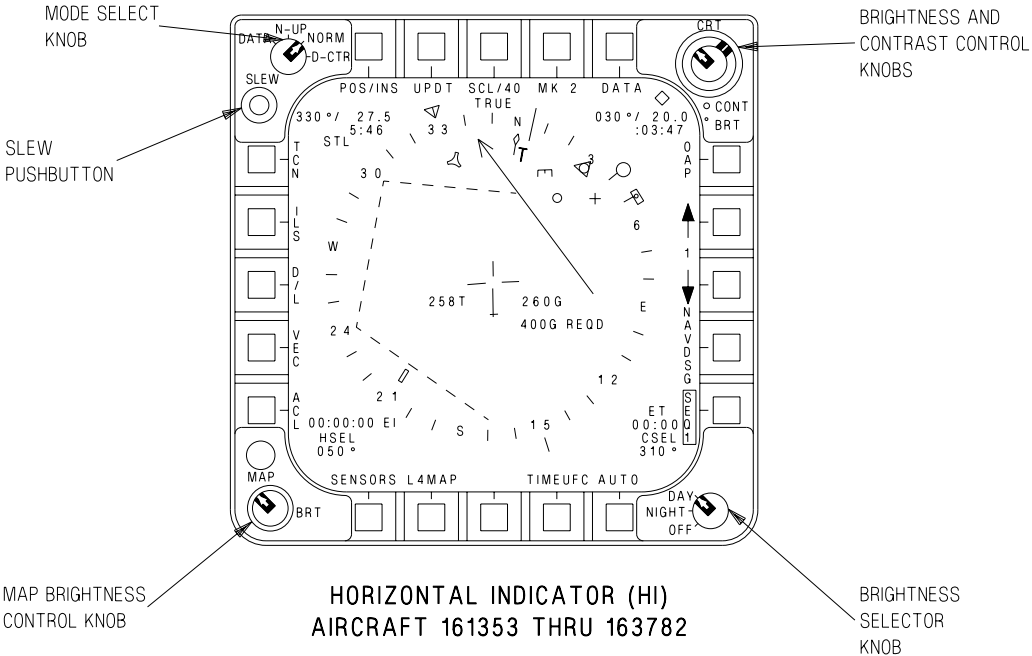 MODE SELECT
KNOB
N-UP
DATA
NORM
D-CTR
SLEW
SLEW
PUSHBUTTON
CRT
BRIGHTNESS AND
CONTRAST CONTROL
KNOBS
CONT
BRT
POS/INS UPDT SCL/40 MK 2 DATA
TRUE
330°/ 27.5
5:46
STL
030°/ 20.0
:03:47
33
N
T
3
30
6
W
E
24
12
21
15
S
TCN
ILS
D/L
VEC
ACL
OAP
1
NAVDSG
SEQ1
258T
260G
400G REQD
00:00:00 ET
HSEL
050°
ET
00:00
CSEL
310°
SENSORS L4MAP TIMEUFC AUTO
MAP
BRT
DAY
NIGHT
OFF
MAP BRIGHTNESS
CONTROL KNOB
BRIGHTNESS
SELECTOR
KNOB
HORIZONTAL INDICATOR (HI)
AIRCRAFT 161353 THRU 163782